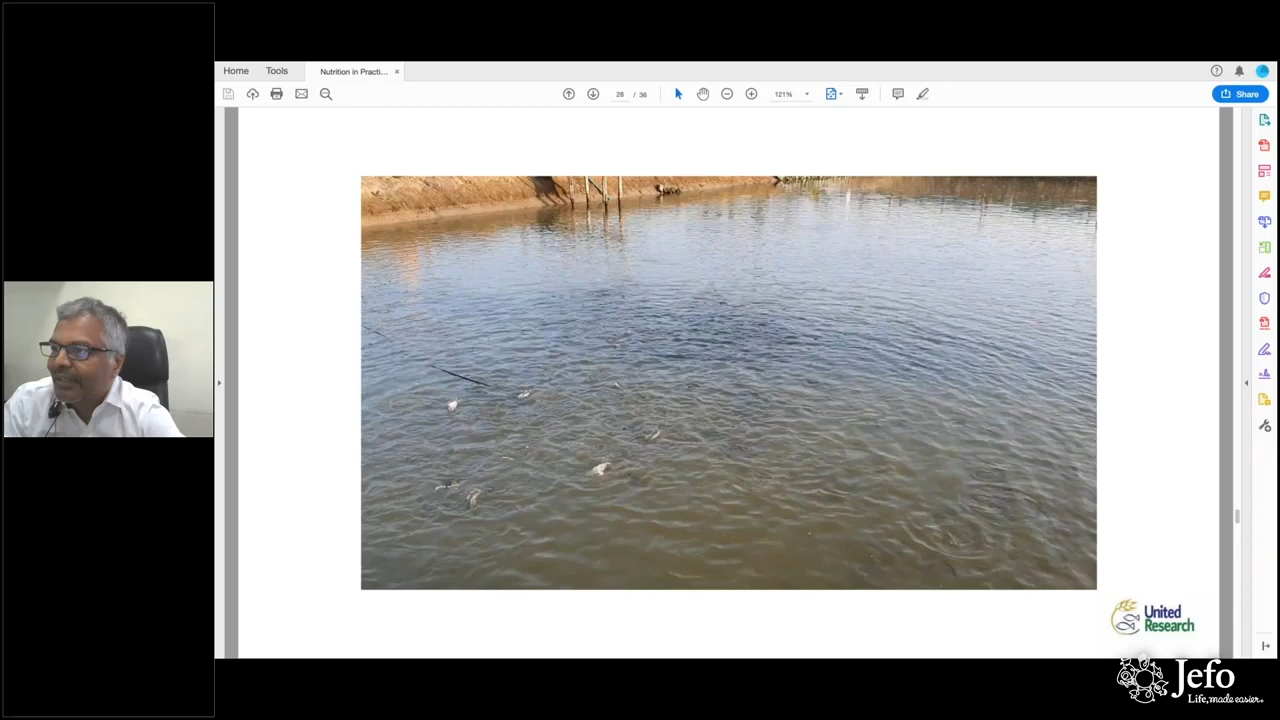 Home Tools Nutrition in Practi... ×
28 / 36 121% Share
United
Research
Jefo
Life, made easier.